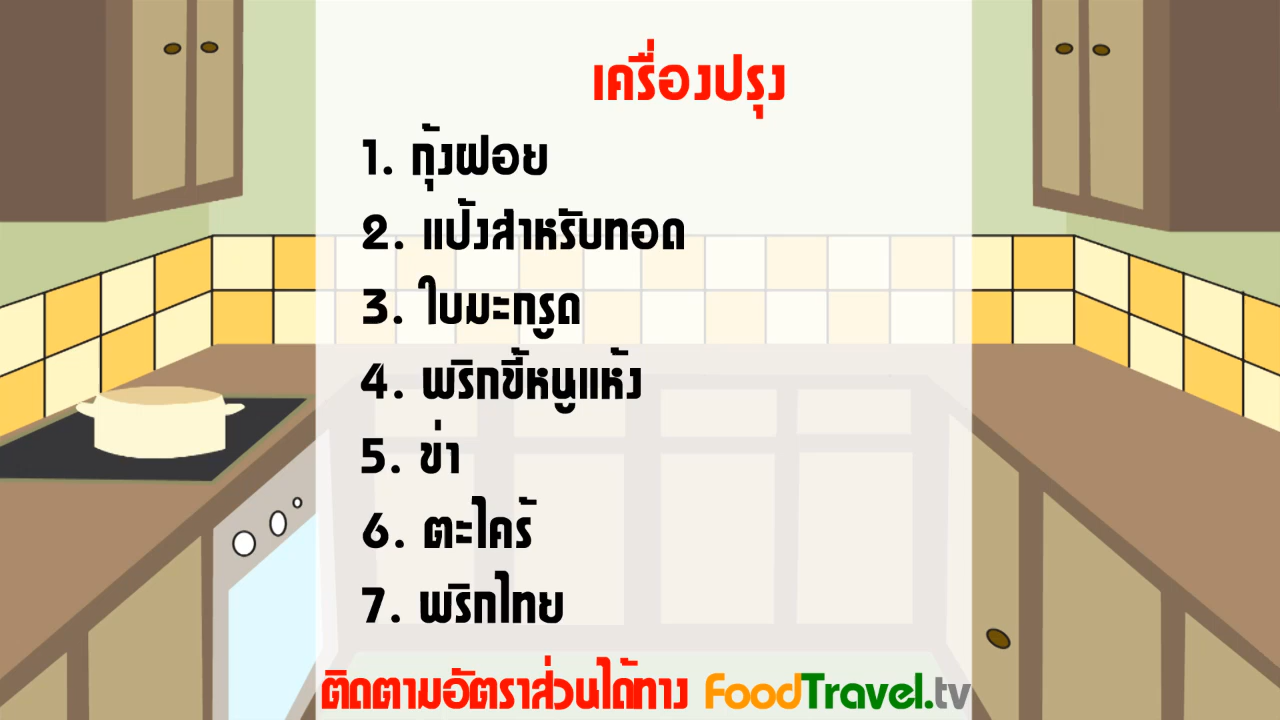 เครื่องปรุง
1. กุ้งฝอย
2. แป้งสำหรับทอด
3. ใบมะกรูด
4. พริกขี้หนูแห้ง
5. ข่า
6. ตะไคร้
7. พริกไทย
ติดตามอัตราส่วนได้ทาง FoodTravel.tv